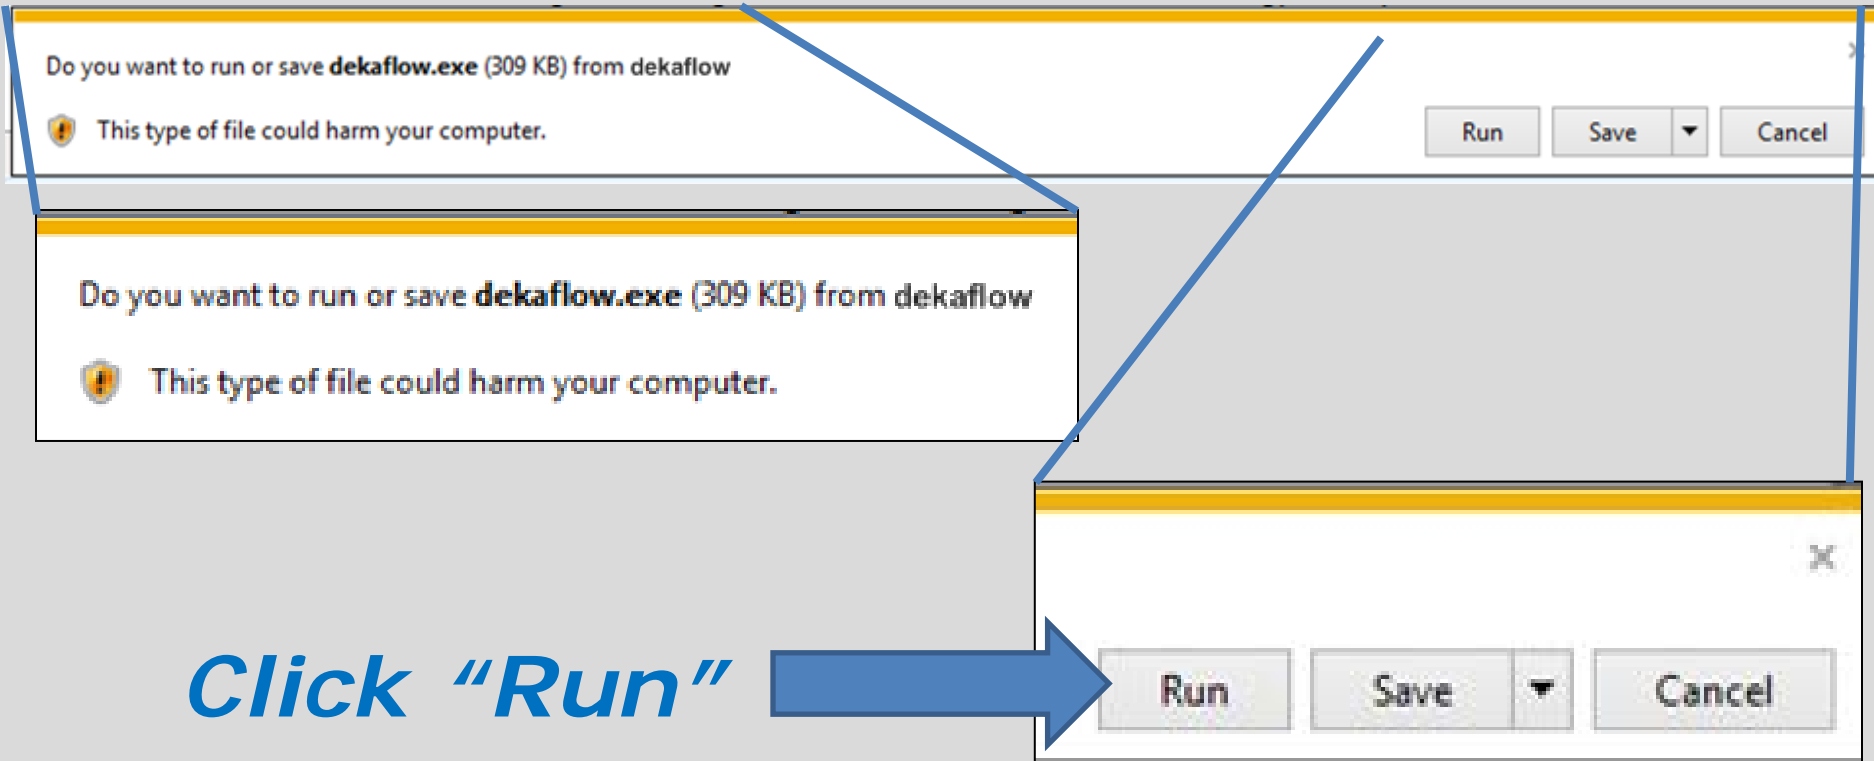 Do you want to run or save dekaflow.exe (309 KB) from dekaflow
This type of file could harm your computer.
Run Save Cancel
Do you want to run or save dekaflow.exe (309 KB) from dekaflow
This type of file could harm your computer.
Click “Run”
Run Save Cancel